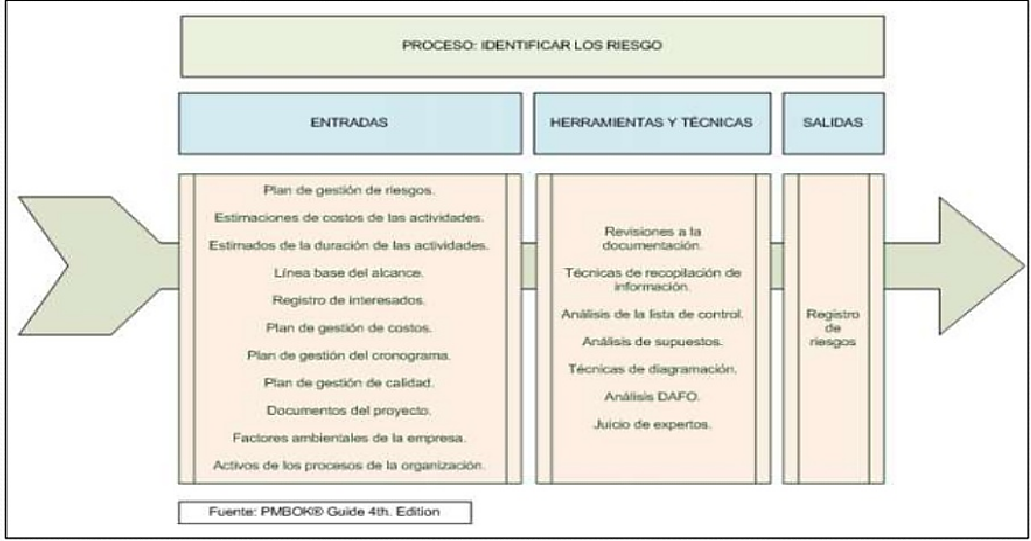 PROCESO: IDENTIFICAR LOS RIESGO
ENTRADAS
HERRAMIENTAS Y TÉCNICAS
SALIDAS
Plan de gestión de riesgos.
Estimaciones de costos de las actividades.
Estimados de la duración de las actividades.
Línea base del alcance.
Registro de interesados.
Plan de gestión de costos.
Plan de gestión del cronograma.
Plan de gestión de calidad.
Documentos del proyecto.
Factores ambientales de la empresa.
Activos de los procesos de la organización.
Revisiones a la
documentación.
Técnicas de recopilación de
información.
Análisis de la lista de control.
Análisis de supuestos.
Técnicas de diagramación.
Análisis DAFO.
Juicio de expertos.
Registro
de
riesgos
Fuente: PMBOK® Guide 4th. Edition